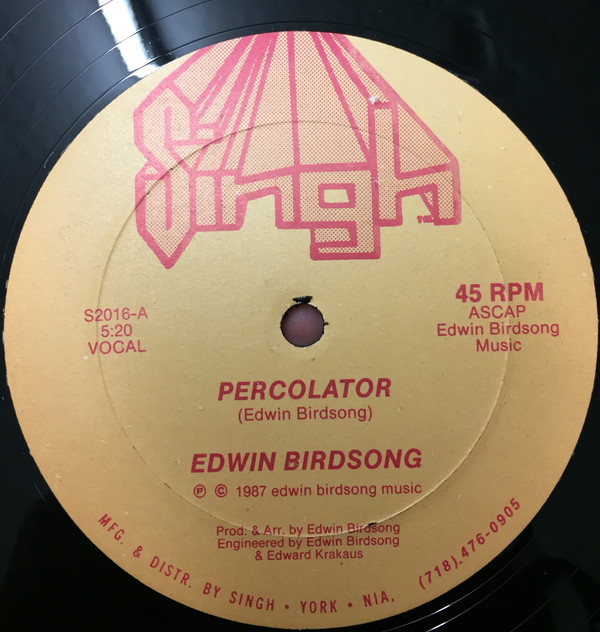 Singh
TM
S2016-A
5:20
VOCAL
45 RPM
ASCAP
Edwin Birdsong
Music
PERCOLATOR
(Edwin Birdsong)
EDWIN BIRDSONG
℗ © 1987 edwin birdsong music
Prod. & Arr. by Edwin Birdsong
Engineered by Edwin Birdsong
& Edward Krakaus
MFG. & DISTR. BY SINGH • YORK • NIA. (718) 476-0905